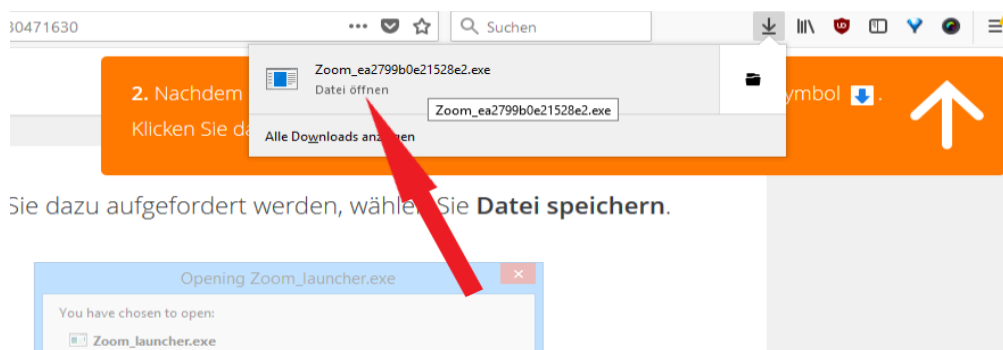 30471630
Suchen
Zoom_ea2799b0e21528e2.exe
Datei öffnen
Zoom_ea2799b0e21528e2.exe
Alle Downloads anzeigen
2. Nachdem
ymbol .
Klicken Sie da
Sie dazu aufgefordert werden, wählen Sie Datei speichern.
Opening Zoom_launcher.exe
You have chosen to open:
Zoom_launcher.exe